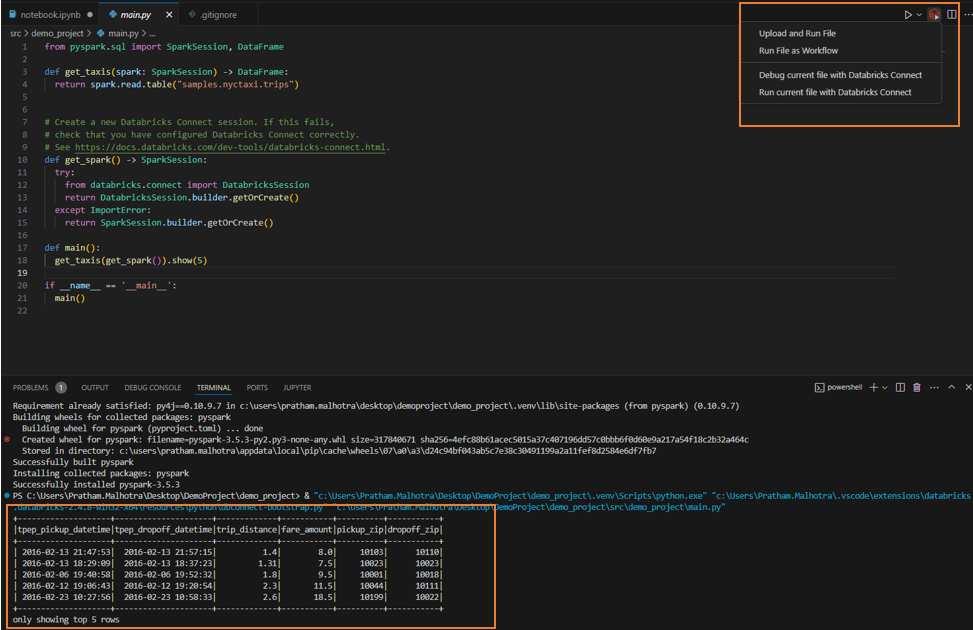 notebook.ipynb
main.py
.gitignore
src > demo_project > main.py > ...
Upload and Run File
Run File as Workflow
Debug current file with Databricks Connect
Run current file with Databricks Connect
1 from pyspark.sql import SparkSession, DataFrame
2
3 def get_taxis(spark: SparkSession) -> DataFrame:
4 return spark.read.table("samples.nyctaxi.trips")
5
6
7 # Create a new Databricks Connect session. If this fails,
8 # check that you have configured Databricks Connect correctly.
9 # See https://docs.databricks.com/dev-tools/databricks-connect.html.
10 def get_spark() -> SparkSession:
11 try:
12 from databricks.connect import DatabricksSession
13 return DatabricksSession.builder.getOrCreate()
14 except ImportError:
15 return SparkSession.builder.getOrCreate()
16
17 def main():
18 get_taxis(get_spark()).show(5)
19
20 if __name__ == '__main__':
21 main()
22
PROBLEMS 1 OUTPUT DEBUG CONSOLE TERMINAL PORTS JUPYTER powershell
Requirement already satisfied: py4j==0.10.9.7 in c:\users\pratham.malhotra\desktop\demoproject\demo_project\.venv\lib\site-packages (from pyspark) (0.10.9.7)
Building wheels for collected packages: pyspark
Building wheel for pyspark (pyproject.toml) ... done
Created wheel for pyspark: filename=pyspark-3.5.3-py2.py3-none-any.whl size=317840671 sha256=4efc88b61acec5015a37c407196dd57c0bbb6f0d60e9a217a54f18c2b32a464c
Stored in directory: c:\users\pratham.malhotra\appdata\local\pip\cache\wheels\07\a0\a3\d24c94bf043ab5c7e38c30491199a2a11fef8d2584e6df7fb7
Successfully built pyspark
Installing collected packages: pyspark
Successfully installed pyspark-3.5.3
PS C:\Users\Pratham.Malhotra\Desktop\DemoProject\demo_project> & "c:\Users\Pratham.Malhotra\Desktop\DemoProject\demo_project\.venv\Scripts\python.exe" "c:\Users\Pratham.Malhotra\.vscode\extensions\databricks
.databricks-2.4.8-win32-x64\resources\python\dbconnect-bootstrap.py" "c:\Users\Pratham.Malhotra\Desktop\DemoProject\demo_project\src\demo_project\main.py"
+--------------------+---------------------+-------------+-----------+----------+-----------+
|tpep_pickup_datetime|tpep_dropoff_datetime|trip_distance|fare_amount|pickup_zip|dropoff_zip|
+--------------------+---------------------+-------------+-----------+----------+-----------+
| 2016-02-13 21:47:53| 2016-02-13 21:57:15| 1.4| 8.0| 10103| 10110|
| 2016-02-13 18:29:09| 2016-02-13 18:37:23| 1.31| 7.5| 10023| 10023|
| 2016-02-06 19:40:58| 2016-02-06 19:52:32| 1.8| 9.5| 10001| 10018|
| 2016-02-12 19:06:43| 2016-02-12 19:20:54| 2.3| 11.5| 10044| 10111|
| 2016-02-23 10:27:56| 2016-02-23 10:58:33| 2.6| 18.5| 10199| 10022|
+--------------------+---------------------+-------------+-----------+----------+-----------+
only showing top 5 rows